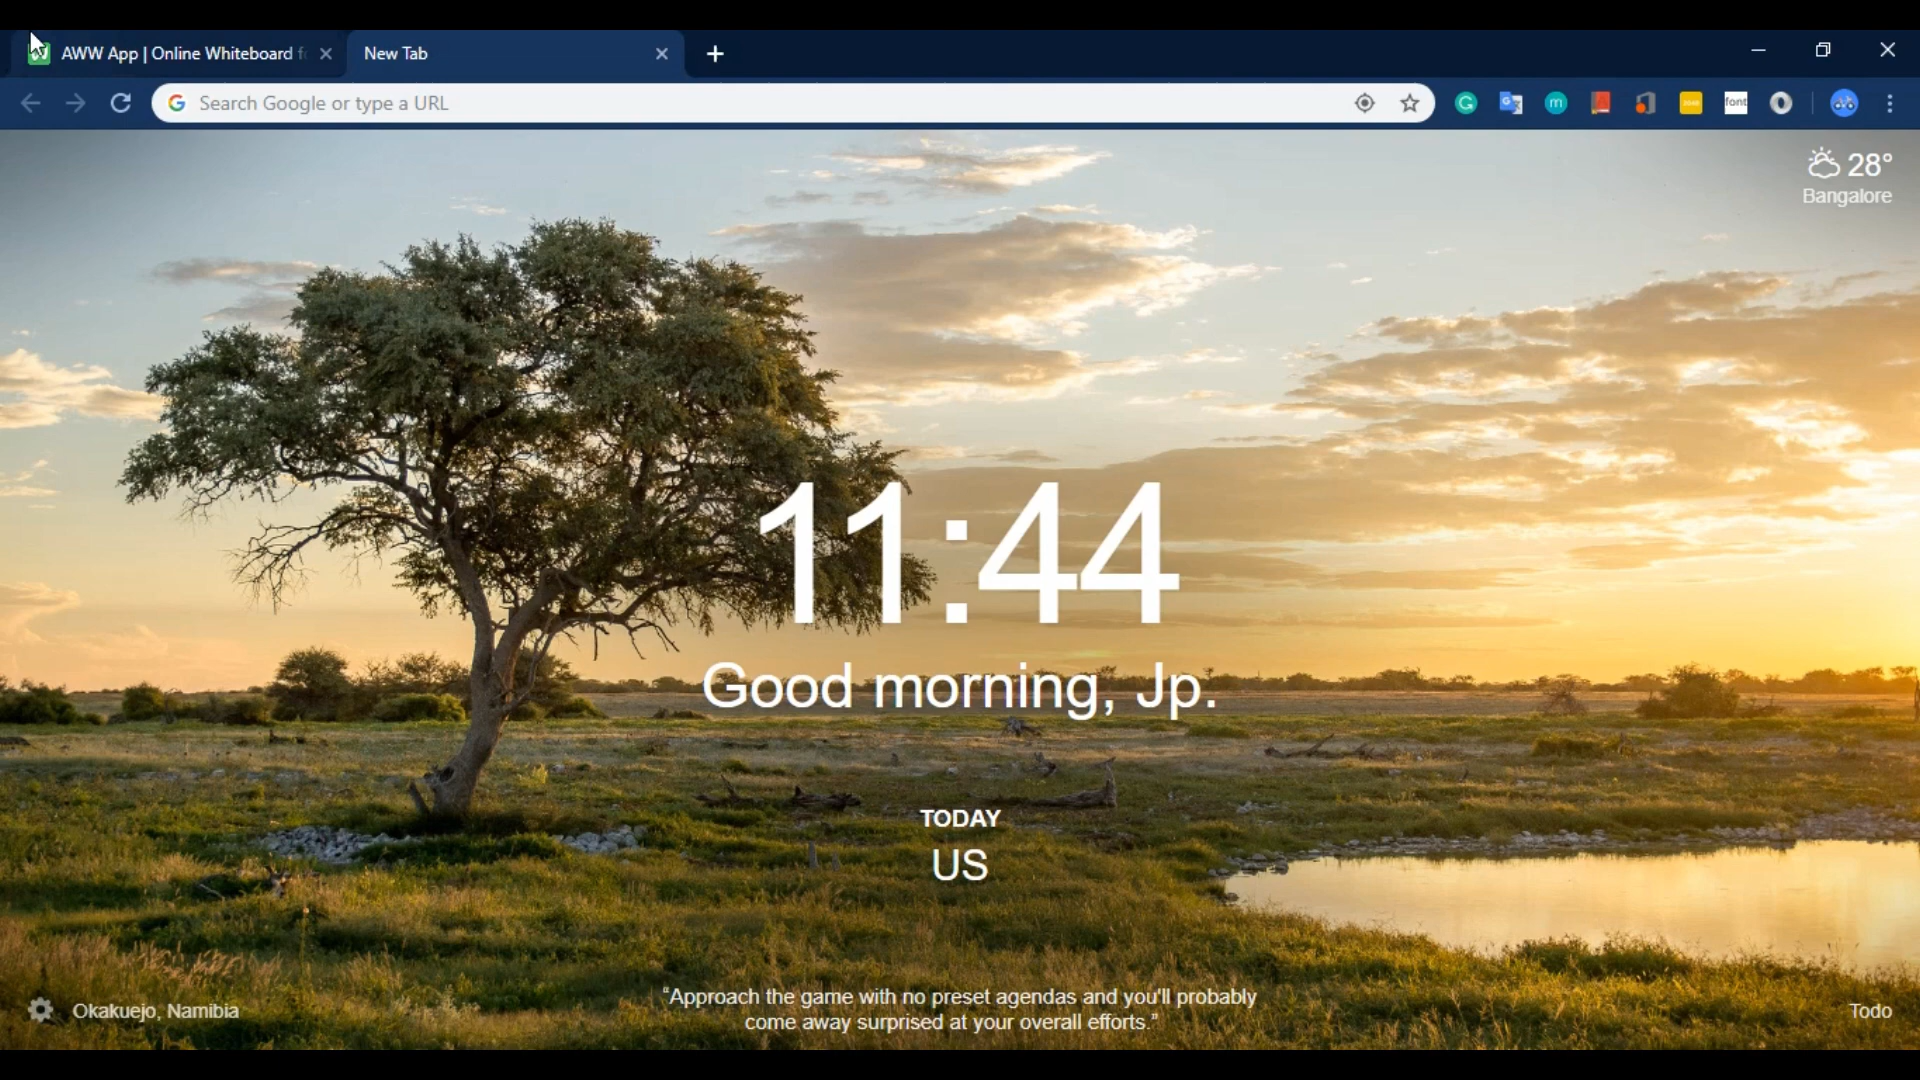 AWW App | Online Whiteboard f
New Tab
Search Google or type a URL
font
28°
Bangalore
11:44
Good morning, Jp.
TODAY
US
“Approach the game with no preset agendas and you'll probably
come away surprised at your overall efforts.”
Okakuejo, Namibia
Todo